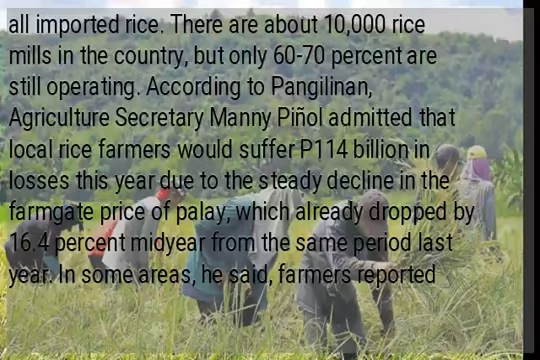 all imported rice. There are about 10,000 rice
mills in the country, but only 60-70 percent are
still operating. According to Pangilinan,
Agriculture Secretary Manny Piñol admitted that
local rice farmers would suffer P114 billion in
losses this year due to the steady decline in the
farmgate price of palay, which already dropped by
16.4 percent midyear from the same period last
year. In some areas, he said, farmers reported